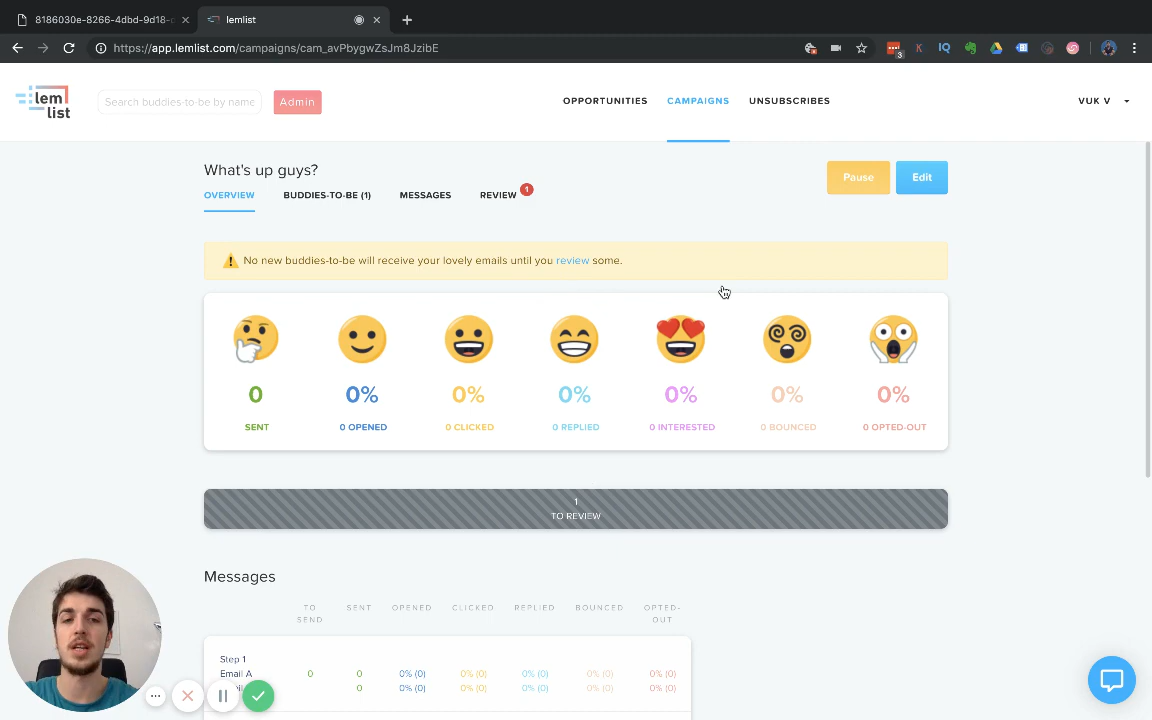 8186030e-8266-4dbd-9d18-
lemlist
https://app.lemlist.com/campaigns/cam_avPbygwZsJm8JzibE
3
K
IQ
lem
list
Search buddies-to-be by name
Admin
OPPORTUNITIES
CAMPAIGNS
UNSUBSCRIBES
VUK V
What's up guys?
Pause
Edit
OVERVIEW
BUDDIES-TO-BE (1)
MESSAGES
REVIEW
1
No new buddies-to-be will receive your lovely emails until you review some.
0
0%
0%
0%
0%
0%
0%
SENT
0 OPENED
0 CLICKED
0 REPLIED
0 INTERESTED
0 BOUNCED
0 OPTED-OUT
1
TO REVIEW
Messages
TO SEND
SENT
OPENED
CLICKED
REPLIED
BOUNCED
OPTED-OUT
Step 1
Email A 0 0 0% (0) 0% (0) 0% (0) 0% (0) 0% (0)
0 0% (0) 0% (0) 0% (0) 0% (0) 0% (0)